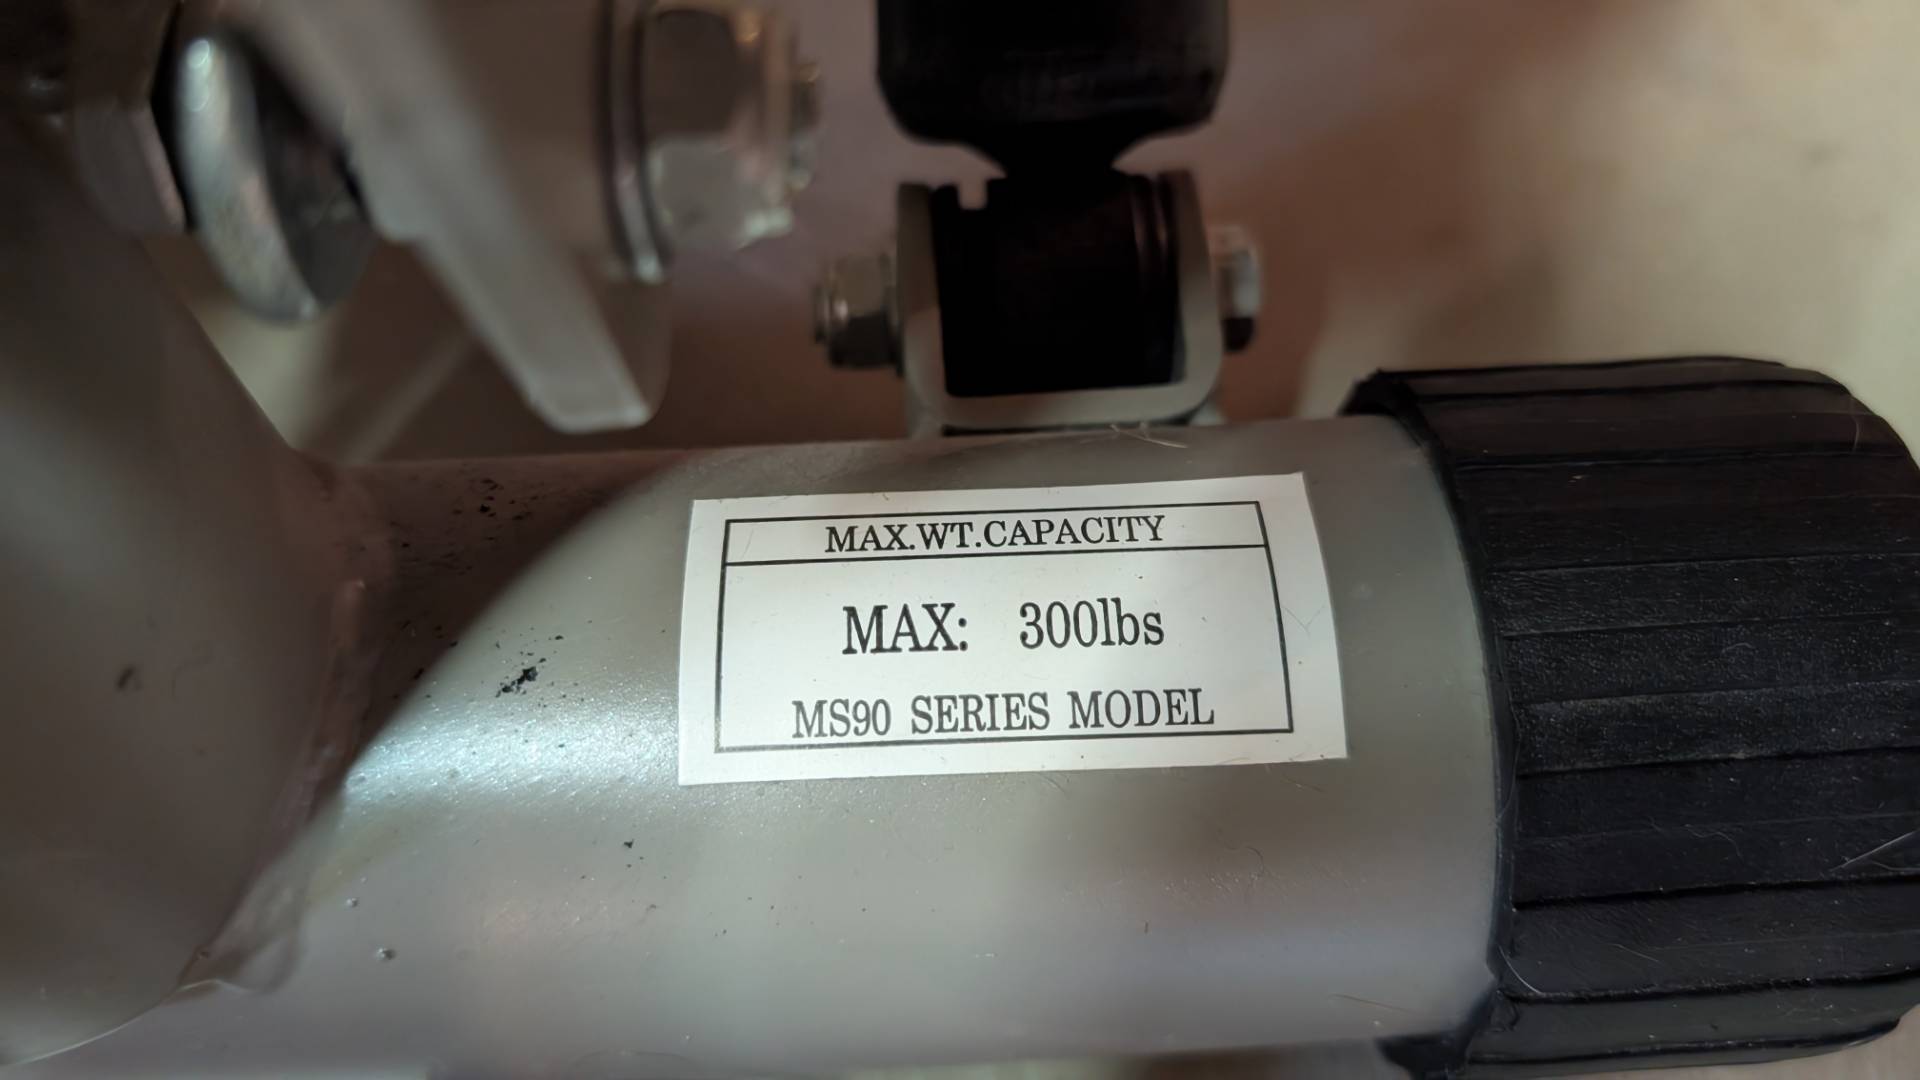 MAX.WT.CAPACITY
MAX: 300lbs
MS90 SERIES MODEL